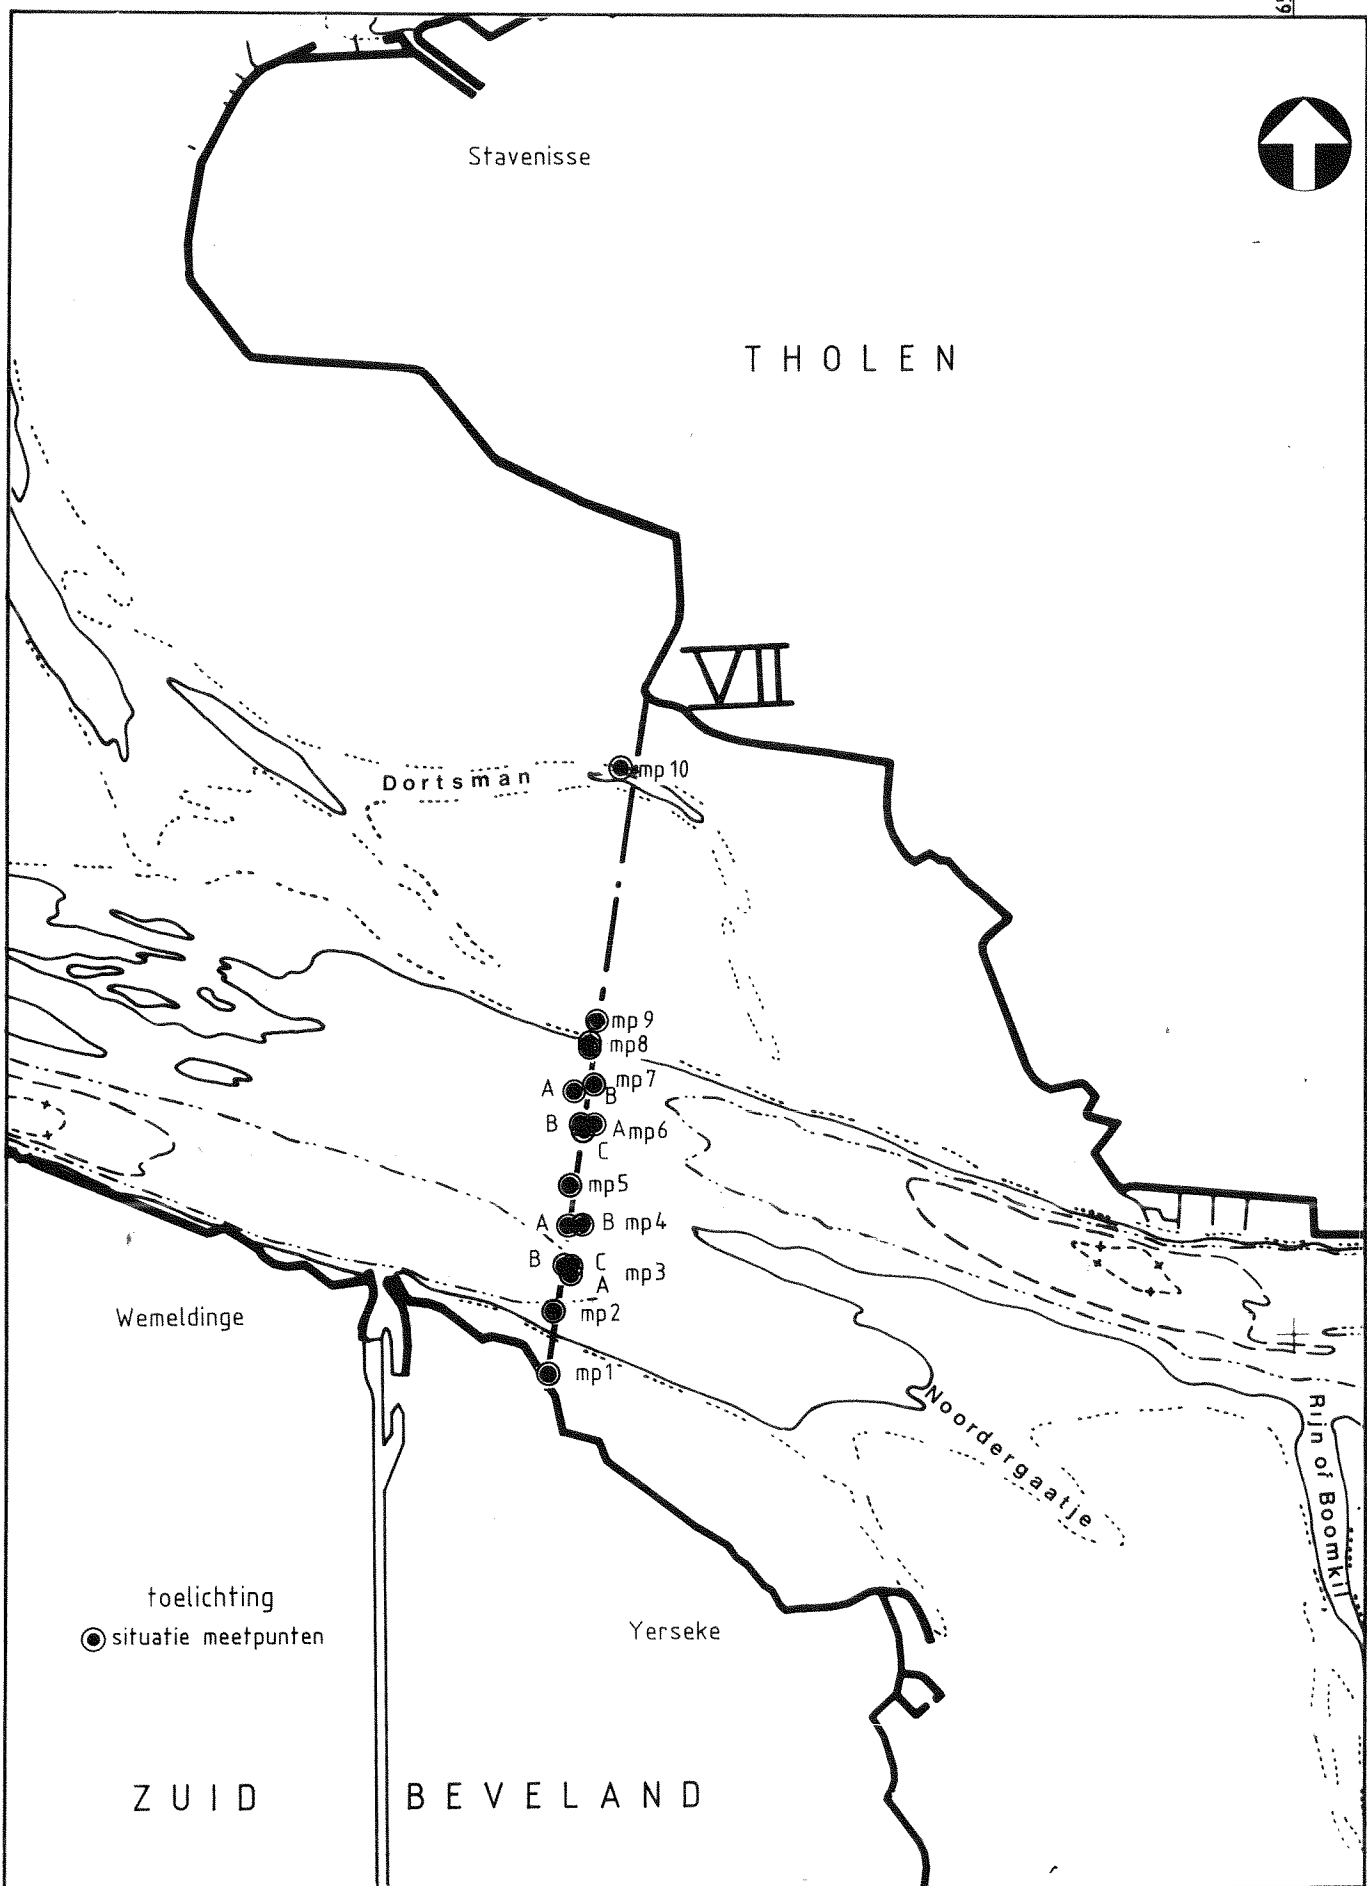 Stavenisse
THOLEN
VII
mp 10
Dortsman
mp 9
mp8
A
mp7
B
B
A mp6
C
mp5
A
B mp4
B
C
mp3
A
mp2
Wemeldinge
mp1
Noordergaatje
Rijn of Boomkil
toelichting
situatie meetpunten
Yerseke
ZUID BEVELAND